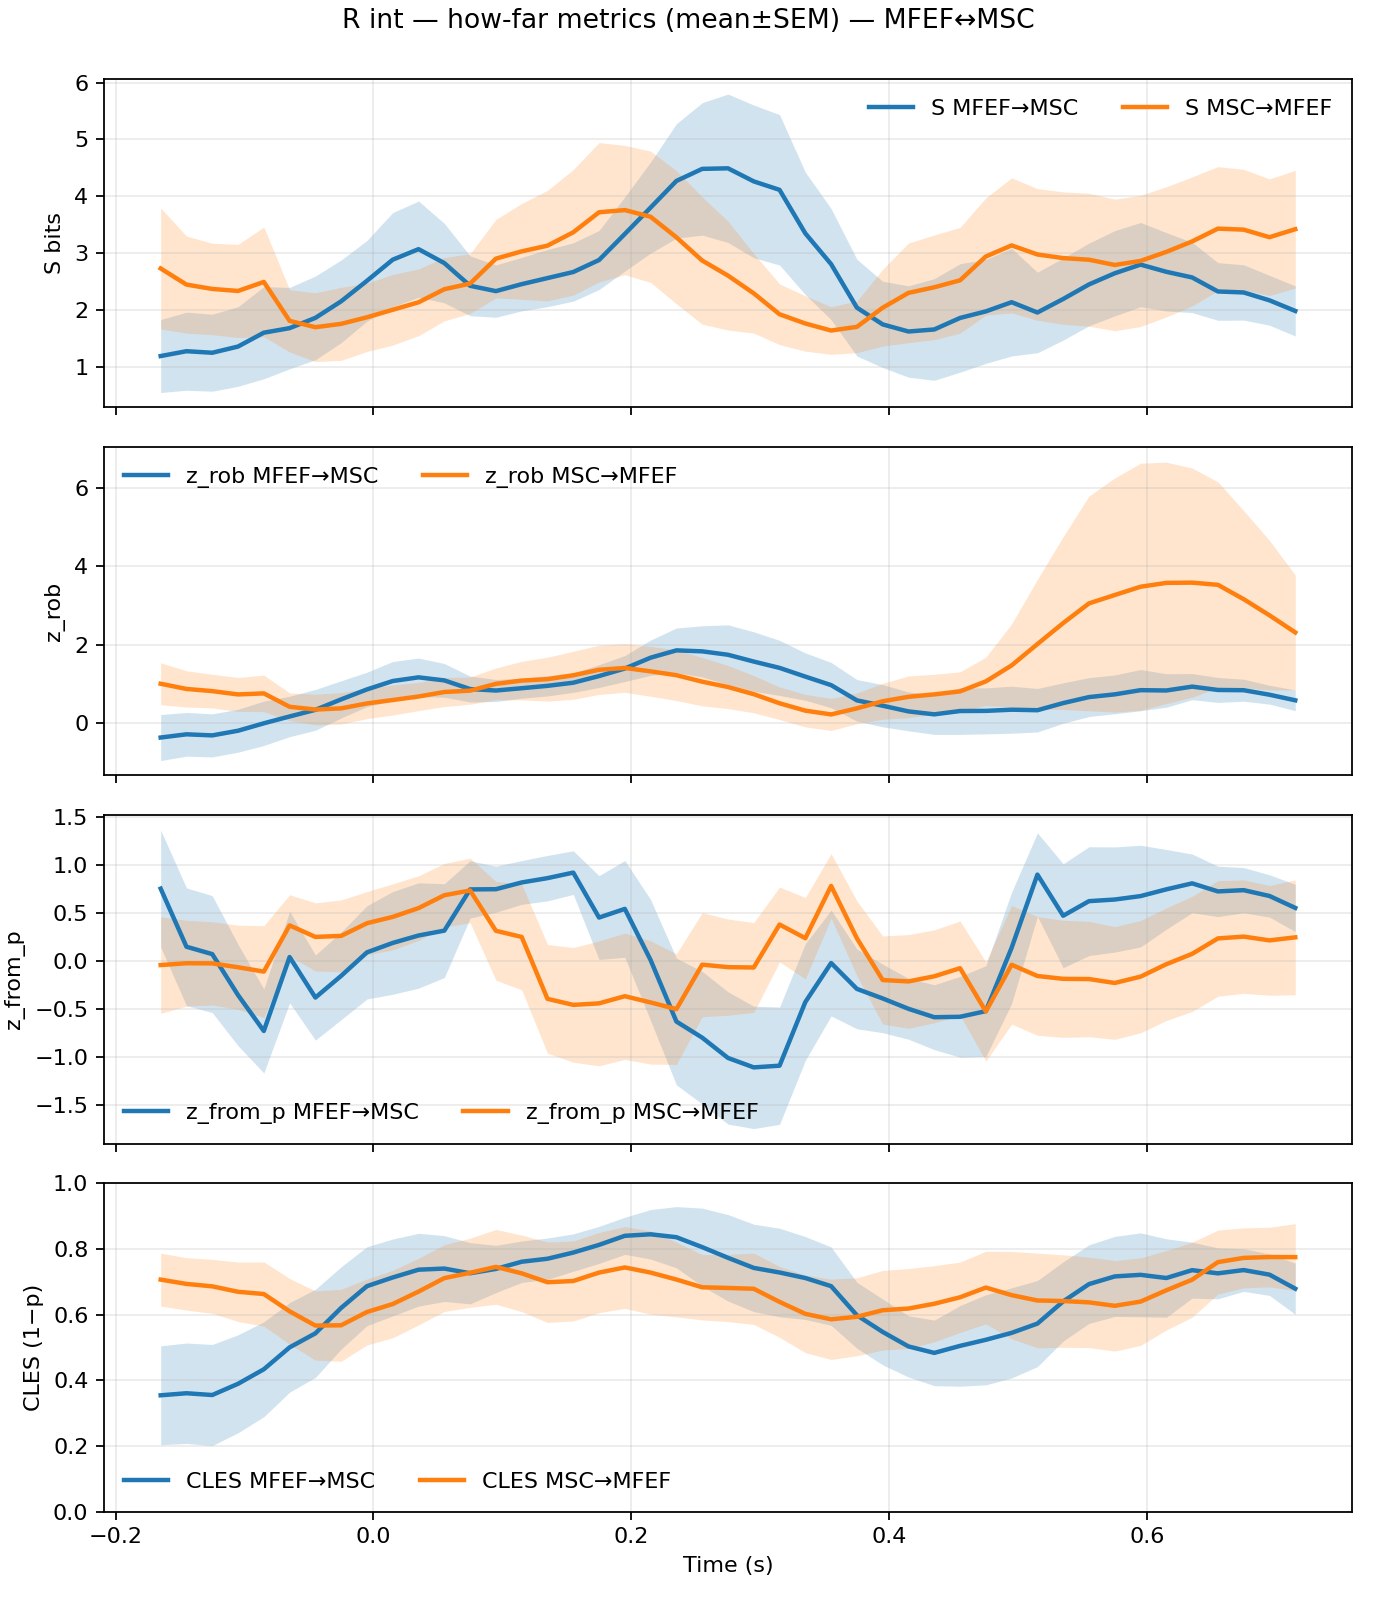 R int — how-far metrics (mean±SEM) — MFEF↔MSC
6
5
4
3
2
1
S bits
S MFEF→MSC
S MSC→MFEF
6
4
2
0
z_rob
z_rob MFEF→MSC
z_rob MSC→MFEF
1.5
1.0
0.5
0.0
−0.5
−1.0
−1.5
z_from_p
z_from_p MFEF→MSC
z_from_p MSC→MFEF
1.0
0.8
0.6
0.4
0.2
0.0
CLES (1−p)
CLES MFEF→MSC
CLES MSC→MFEF
−0.2 0.0 0.2 0.4 0.6
Time (s)